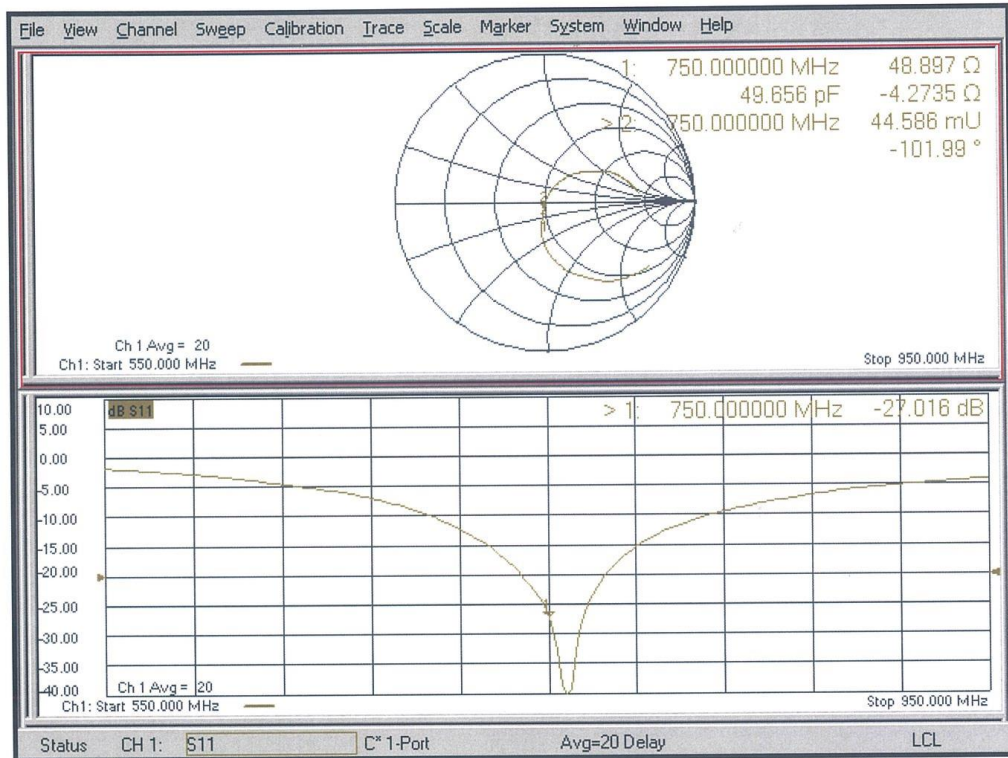 File View Channel Sweep Calibration Trace Scale Marker System Window Help
1: 750.000000 MHz 48.897 Ω
49.656 pF -4.2735 Ω
> 2: 750.000000 MHz 44.586 mU
-101.99 °
Ch 1 Avg = 20
Ch1: Start 550.000 MHz Stop 950.000 MHz
10.00 dB S11 > 1: 750.000000 MHz -27.016 dB
5.00
0.00
-5.00
-10.00
-15.00
-20.00
-25.00
-30.00
-35.00
-40.00
Ch 1 Avg = 20
Ch1: Start 550.000 MHz Stop 950.000 MHz
Status CH 1: S11 C* 1-Port Avg=20 Delay LCL